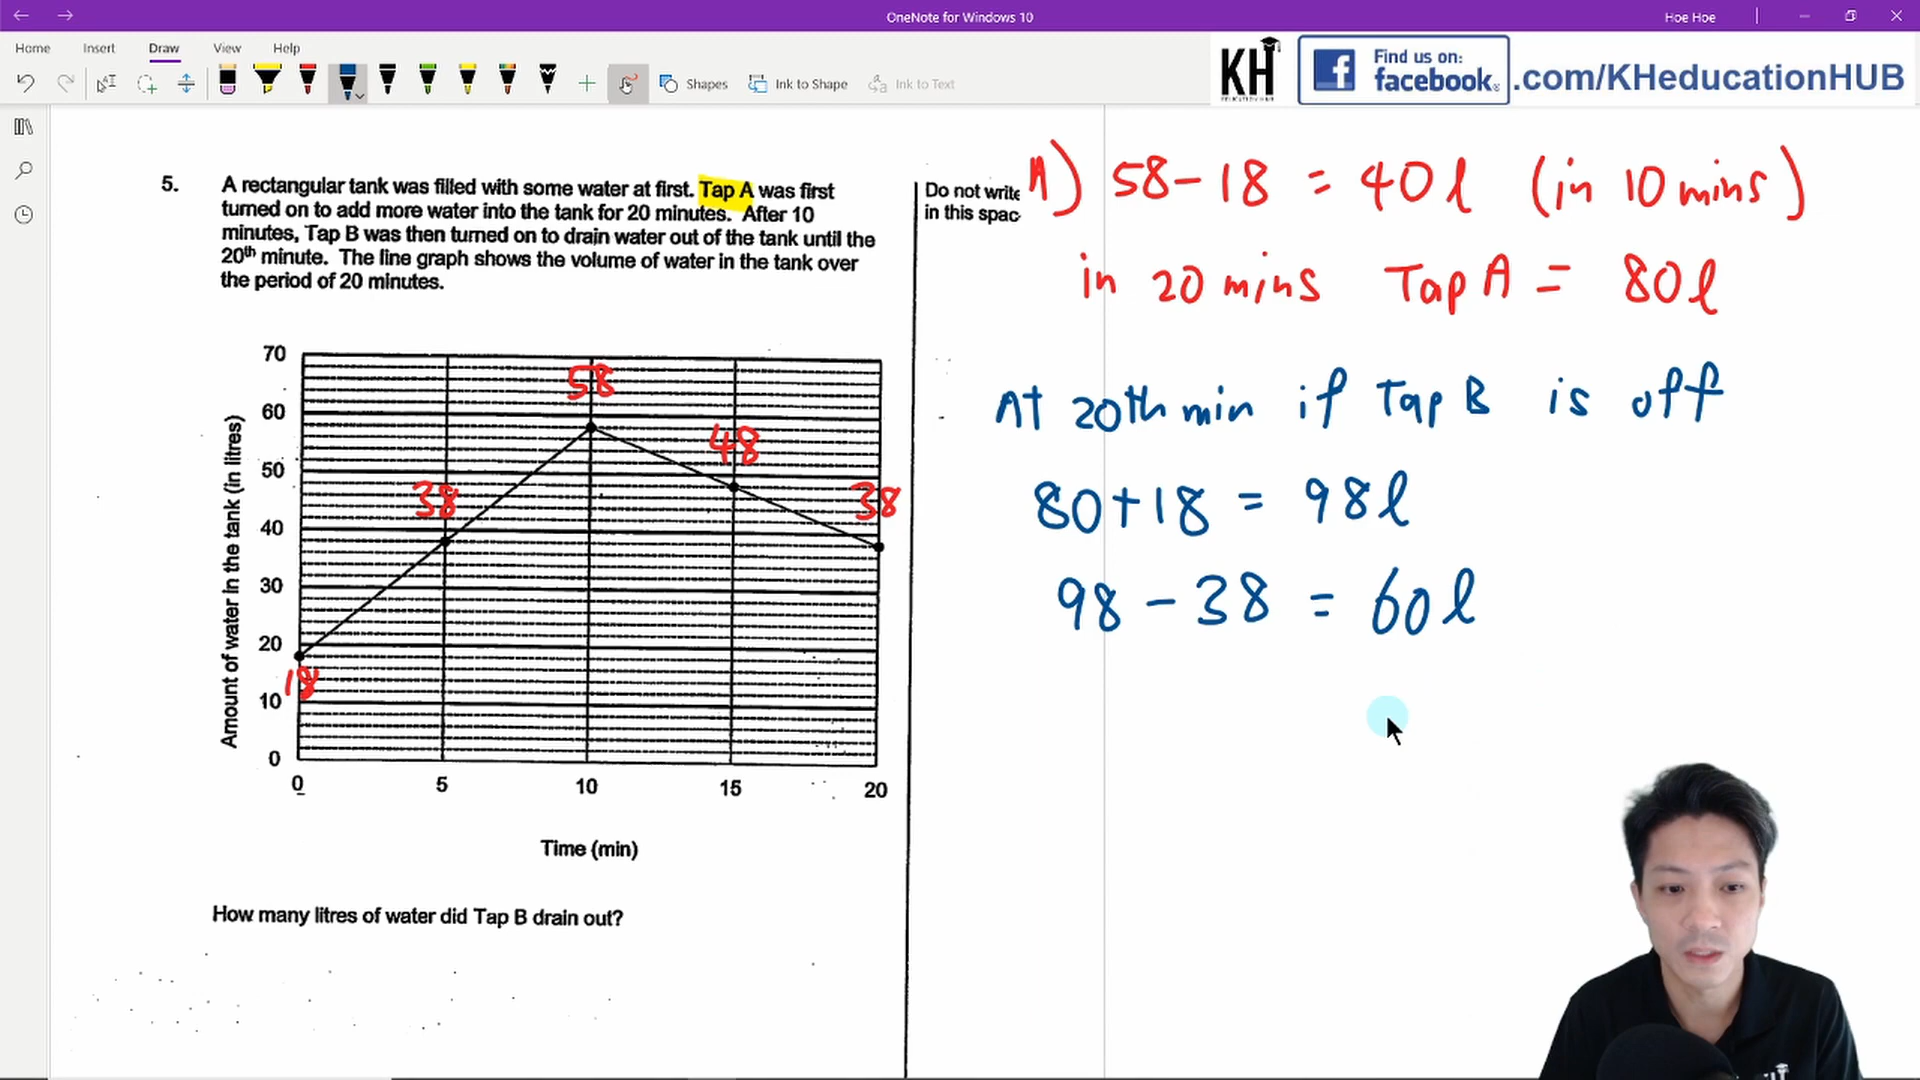 OneNote for Windows 10
Hoe Hoe
Home Insert Draw View Help
Shapes Ink to Shape Ink to Text
KH
Find us on:
facebook .com/KHeducationHUB
5. A rectangular tank was filled with some water at first. Tap A was first
turned on to add more water into the tank for 20 minutes. After 10
minutes, Tap B was then turned on to drain water out of the tank until the
20th minute. The line graph shows the volume of water in the tank over
the period of 20 minutes.
Do not write
in this spac
Amount of water in the tank (in litres)
70
60
50
40
30
20
10
0
58
48
38
38
18
0 5 10 15 20
Time (min)
How many litres of water did Tap B drain out?
A) 58 - 18 = 40 l (in 10 mins)
in 20 mins Tap A = 80 l
At 20th min if Tap B is off
80 + 18 = 98 l
98 - 38 = 60 l